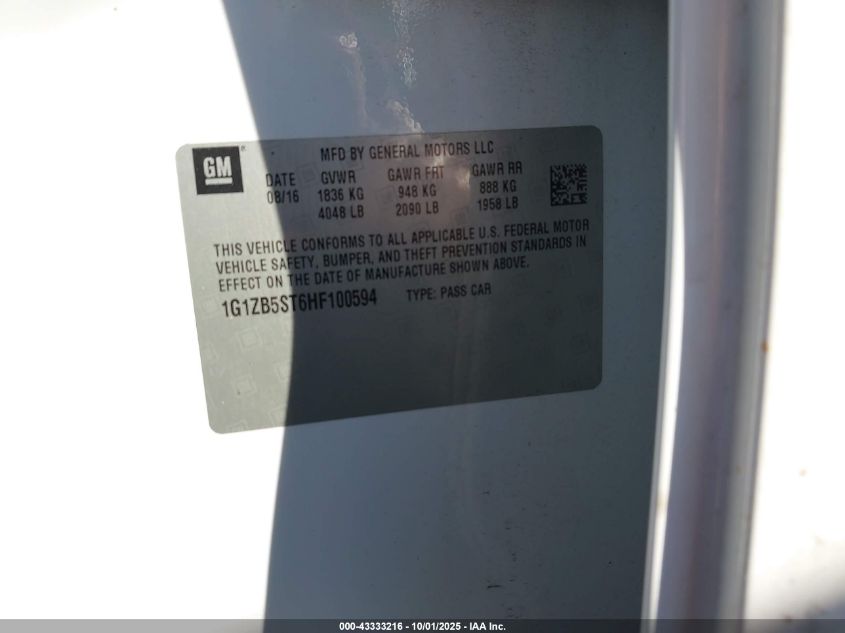 GM
MFD BY GENERAL MOTORS LLC
DATE GVWR GAWR FRT GAWR RR
08/16 1836 KG 948 KG 888 KG
4048 LB 2090 LB 1958 LB
THIS VEHICLE CONFORMS TO ALL APPLICABLE U.S. FEDERAL MOTOR
VEHICLE SAFETY, BUMPER, AND THEFT PREVENTION STANDARDS IN
EFFECT ON THE DATE OF MANUFACTURE SHOWN ABOVE.
1G1ZB5ST6HF100594 TYPE: PASS CAR
000-43333216 - 10/01/2025 - IAA Inc.